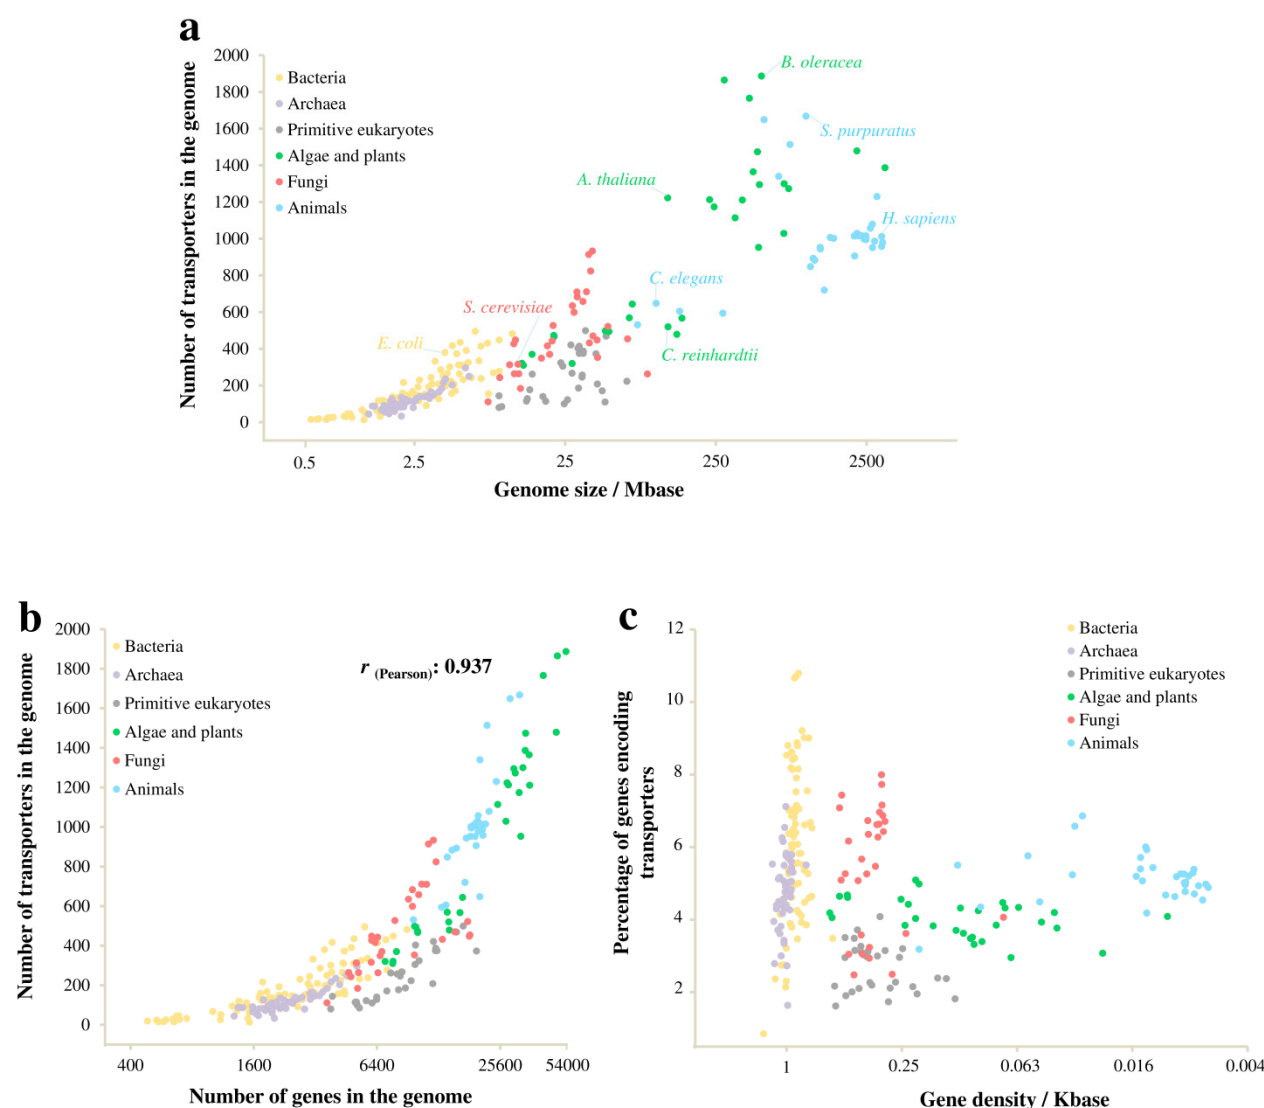 a
Number of transporters in the genome
2000
1800
1600
1400
1200
1000
800
600
400
200
0
Bacteria
Archaea
Primitive eukaryotes
Algae and plants
Fungi
Animals
B. oleracea
S. purpuratus
A. thaliana
H. sapiens
C. elegans
S. cerevisiae
E. coli
C. reinhardtii
0.5
2.5
25
250
2500
Genome size / Mbase
b
Number of transporters in the genome
2000
1800
1600
1400
1200
1000
800
600
400
200
0
Bacteria
Archaea
Primitive eukaryotes
Algae and plants
Fungi
Animals
r (Pearson): 0.937
400
1600
6400
25600
54000
Number of genes in the genome
c
Percentage of genes encoding
transporters
12
10
8
6
4
2
Bacteria
Archaea
Primitive eukaryotes
Algae and plants
Fungi
Animals
1
0.25
0.063
0.016
0.004
Gene density / Kbase